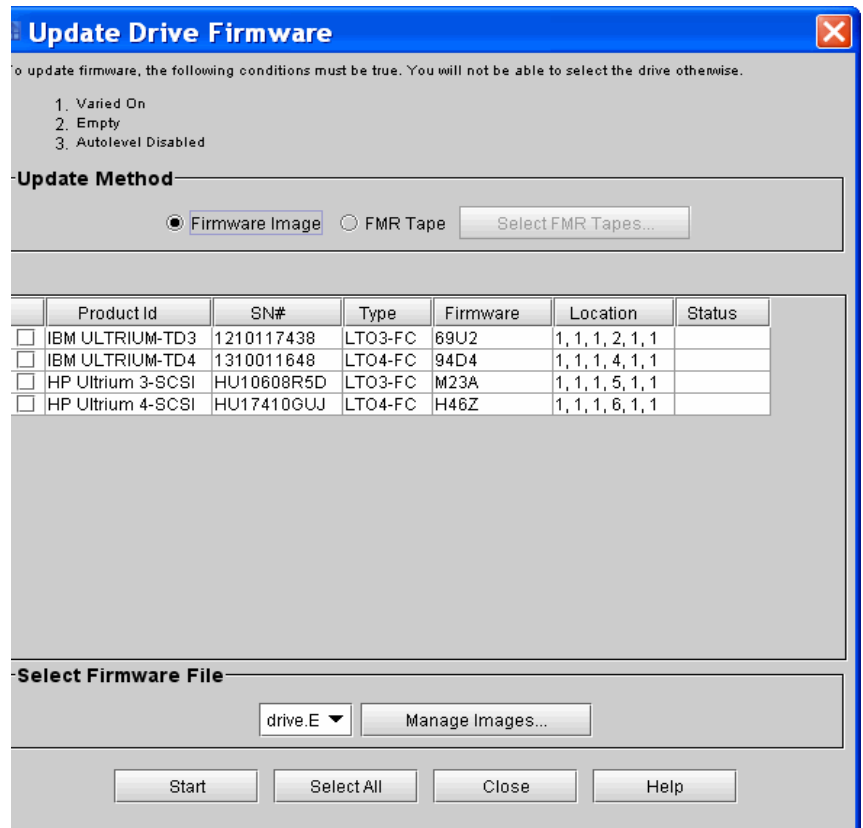 Update Drive Firmware
o update firmware, the following conditions must be true. You will not be able to select the drive otherwise.
1. Varied On
2. Empty
3. Autolevel Disabled
Update Method
Firmware Image FMR Tape Select FMR Tapes...
Product Id SN# Type Firmware Location Status
IBM ULTRIUM-TD3 1210117438 LTO3-FC 69U2 1, 1, 1, 2, 1, 1
IBM ULTRIUM-TD4 1310011648 LTO4-FC 94D4 1, 1, 1, 4, 1, 1
HP Ultrium 3-SCSI HU10608R5D LTO3-FC M23A 1, 1, 1, 5, 1, 1
HP Ultrium 4-SCSI HU17410GUJ LTO4-FC H46Z 1, 1, 1, 6, 1, 1
Select Firmware File
drive.E Manage Images...
Start Select All Close Help